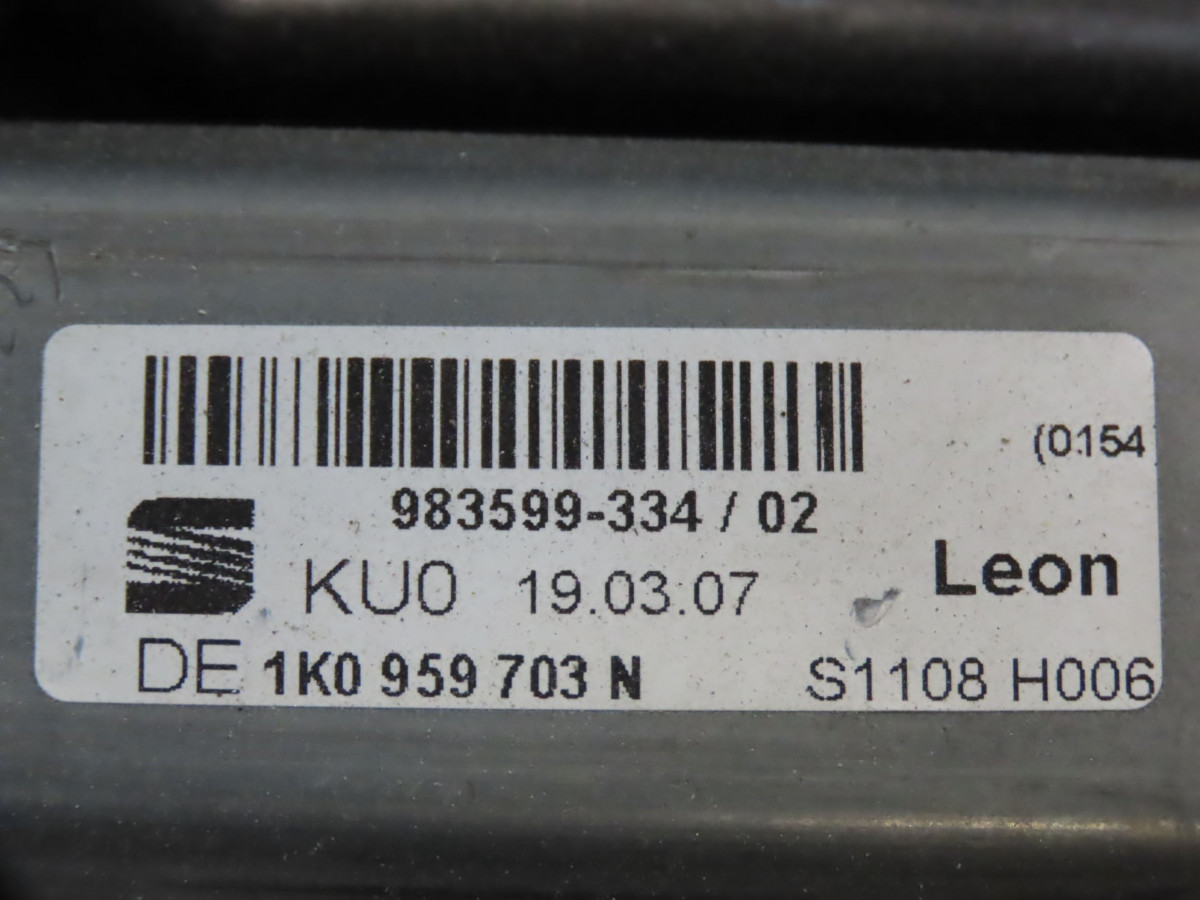 (0154
983599-334 / 02
KU0 19.03.07
Leon
DE 1K0 959 703 N
S1108 H006